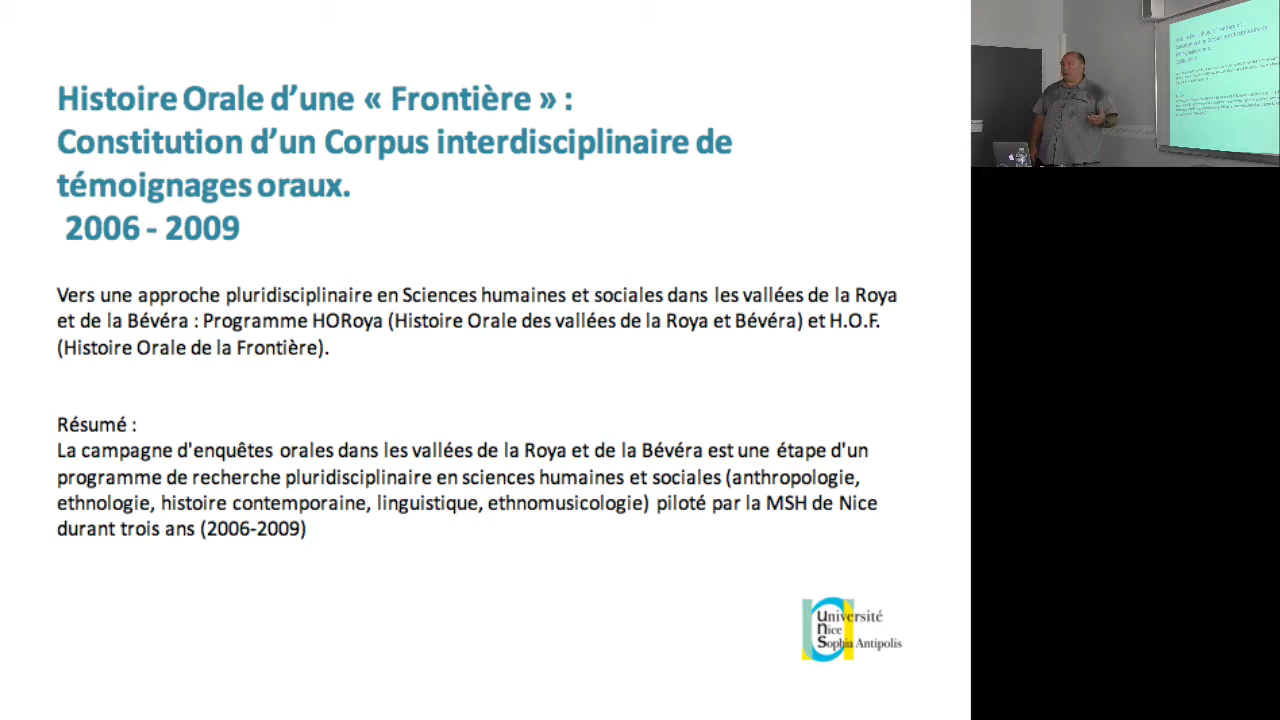 Histoire Orale d’une « Frontière » :
Constitution d’un Corpus interdisciplinaire de
témoignages oraux.
2006 - 2009
Vers une approche pluridisciplinaire en Sciences humaines et sociales dans les vallées de la Roya
et de la Bévéra : Programme HORoya (Histoire Orale des vallées de la Roya et Bévéra) et H.O.F.
(Histoire Orale de la Frontière).
Résumé :
La campagne d'enquêtes orales dans les vallées de la Roya et de la Bévéra est une étape d'un
programme de recherche pluridisciplinaire en sciences humaines et sociales (anthropologie,
ethnologie, histoire contemporaine, linguistique, ethnomusicologie) piloté par la MSH de Nice
durant trois ans (2006-2009)
Université
Nice
Sophia Antipolis